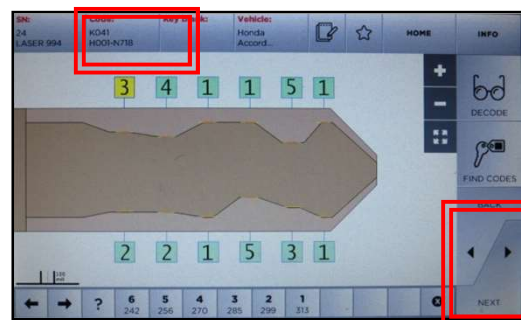 SN: Code: Key Blank: Vehicle:
24 K041 Honda
LASER 994 H001-N718 Accord...
HOME INFO
3 4 1 1 5 1
DECODE
FIND CODES
BACK
2 2 1 5 3 1
NEXT
? 6 5 4 3 2 1
242 256 270 285 299 313